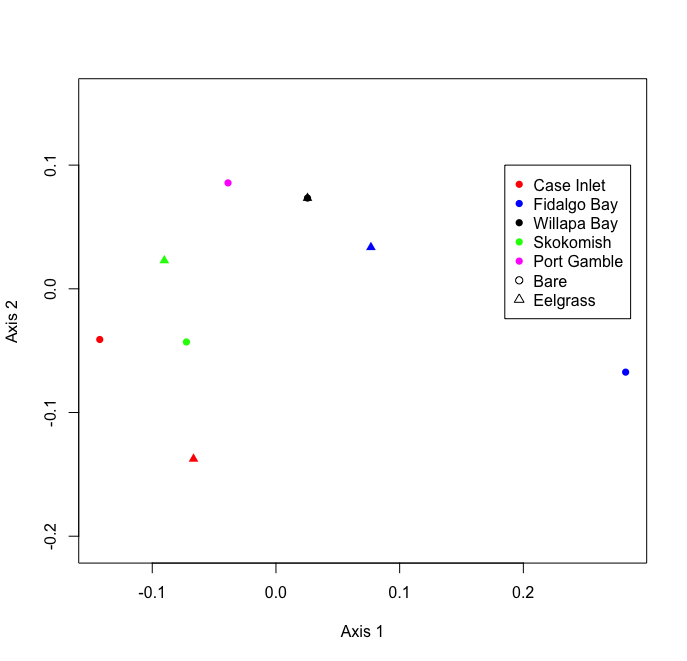 0.1
0.0
-0.1
-0.2
Axis 2
Case Inlet
Fidalgo Bay
Willapa Bay
Skokomish
Port Gamble
Bare
Eelgrass
-0.1
0.0
0.1
0.2
Axis 1